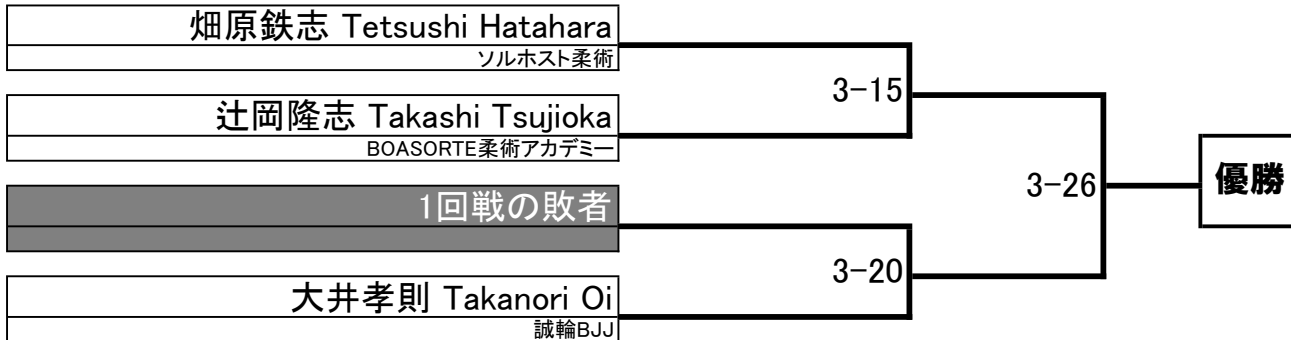 畑原鉄志 Tetsushi Hatahara
ソルホスト柔術
3-15
辻岡隆志 Takashi Tsujioka
BOASORTE柔術アカデミー
3-26
優勝
1回戦の敗者
3-20
大井孝則 Takanori Oi
誠輪BJJ